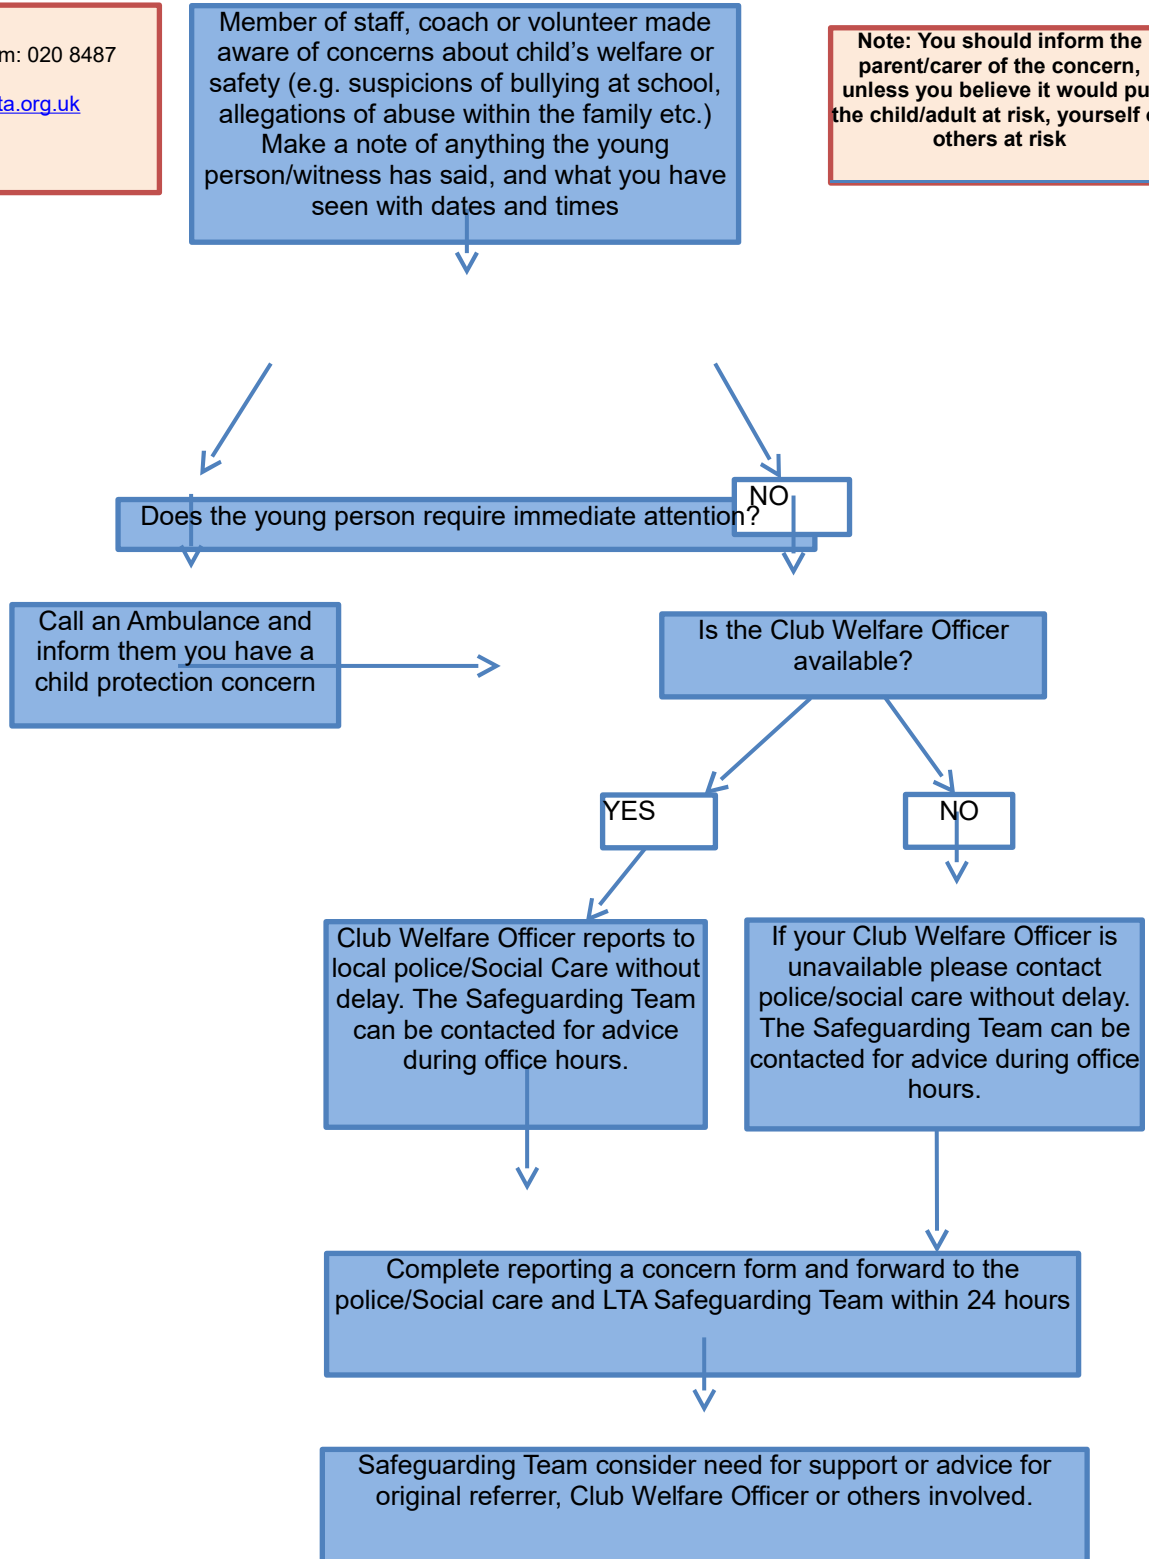 m: 020 8487
ta.org.uk
Member of staff, coach or volunteer made
aware of concerns about child's welfare or
safety (e.g. suspicions of bullying at school,
allegations of abuse within the family etc.)
Make a note of anything the young
person/witness has said, and what you have
seen with dates and times
Note: You should inform the
parent/carer of the concern,
unless you believe it would pu
the child/adult at risk, yourself
others at risk
NO
Does the young person require immediate attention?
Call an Ambulance and
inform them you have a
child protection concern
Is the Club Welfare Officer
available?
YES
NO
Club Welfare Officer reports to
local police/Social Care without
delay. The Safeguarding Team
can be contacted for advice
during office hours.
If your Club Welfare Officer is
unavailable please contact
police/social care without delay.
The Safeguarding Team can be
contacted for advice during office
hours.
Complete reporting a concern form and forward to the
police/Social care and LTA Safeguarding Team within 24 hours
Safeguarding Team consider need for support or advice for
original referrer, Club Welfare Officer or others involved.